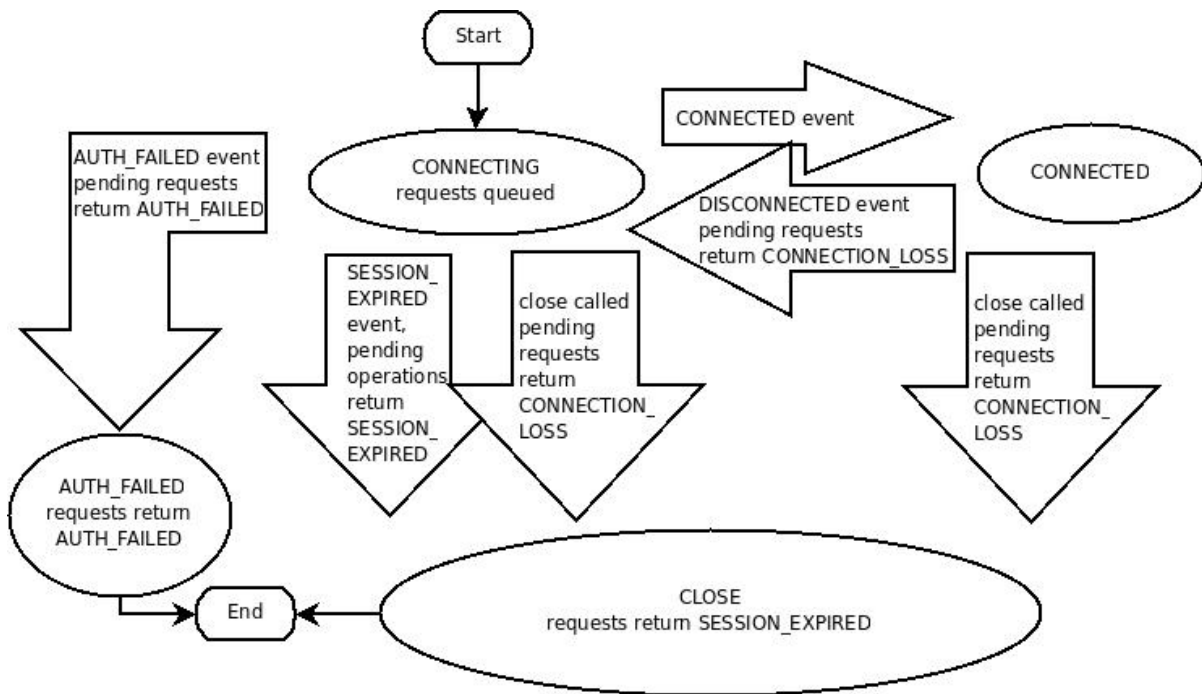 Start
CONNECTED event
AUTH_FAILED event
pending requests
return AUTH_FAILED
CONNECTING
requests queued
CONNECTED
DISCONNECTED event
pending requests
return CONNECTION_LOSS
SESSION_
EXPIRED
event,
pending
operations
return
SESSION_
EXPIRED
close called
pending
requests
return
CONNECTION_
LOSS
close called
pending
requests
return
CONNECTION_
LOSS
AUTH_FAILED
requests return
AUTH_FAILED
End
CLOSE
requests return SESSION_EXPIRED